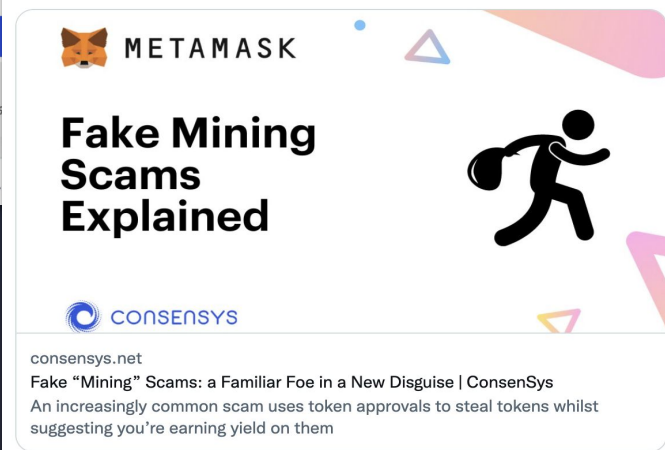 METAMASK
Fake Mining
Scams
Explained
CONSENSYS
consensys.net
Fake “Mining” Scams: a Familiar Foe in a New Disguise | ConsenSys
An increasingly common scam uses token approvals to steal tokens whilst
suggesting you’re earning yield on them